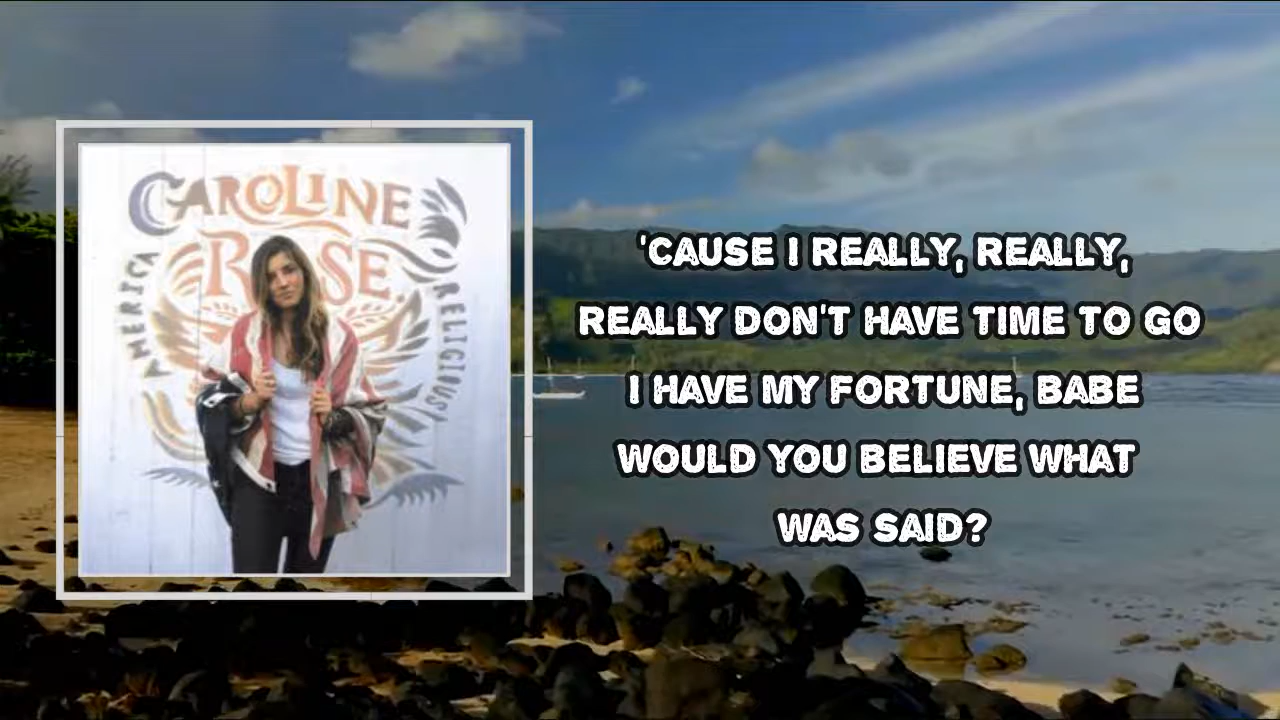 CAROLINE
ROSE
AMERICA
RELIGIOUS
'CAUSE I REALLY, REALLY,
REALLY DON'T HAVE TIME TO GO
I HAVE MY FORTUNE, BABE
WOULD YOU BELIEVE WHAT
WAS SAID?